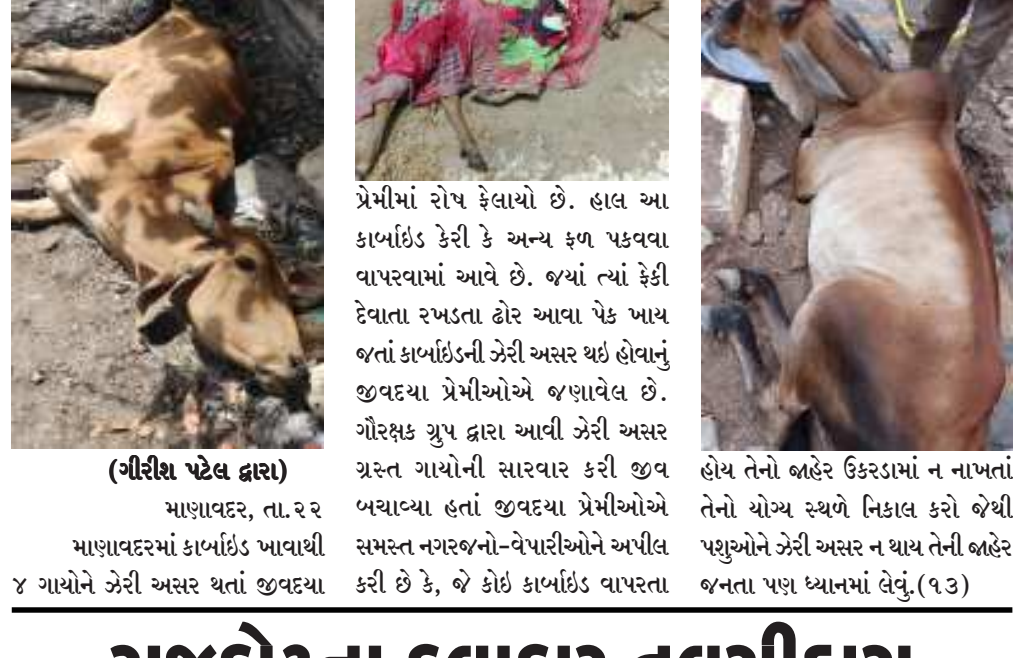 (ગીરીશ પટેલ દ્વારા)
માણાવદર, તા.૨૨
માણાવદરમાં કાર્બાઇડ ખાવાથી
૪ ગાયોને ઝેરી અસર થતાં જીવદયા
પ્રેમીમાં રોષ ફેલાયો છે. હાલ આ
કાર્બાઇડ કેરી કે અન્ય ફળ પકવવા
વાપરવામાં આવે છે. જયાં ત્યાં ફેકી
દેવાતા રખડતા ઢોર આવા પેક ખાય
જતાં કાર્બાઇડની ઝેરી અસર થઇ હોવાનું
જીવદયા પ્રેમીઓએ જણાવેલ છે.
ગૌરક્ષક ગ્રુપ દ્વારા આવી ઝેરી અસર
ગ્રસ્ત ગાયોની સારવાર કરી જીવ
બચાવ્યા હતાં જીવદયા પ્રેમીઓએ
સમસ્ત નગરજનો-વેપારીઓને અપીલ
કરી છે કે, જે કોઇ કાર્બાઇડ વાપરતા
હોય તેનો જાહેર ઉકરડામાં ન નાખતાં
તેનો યોગ્ય સ્થળે નિકાલ કરો જેથી
પશુઓને ઝેરી અસર ન થાય તેની જાહેર
જનતા પણ ધ્યાનમાં લેવું.(૧૩)